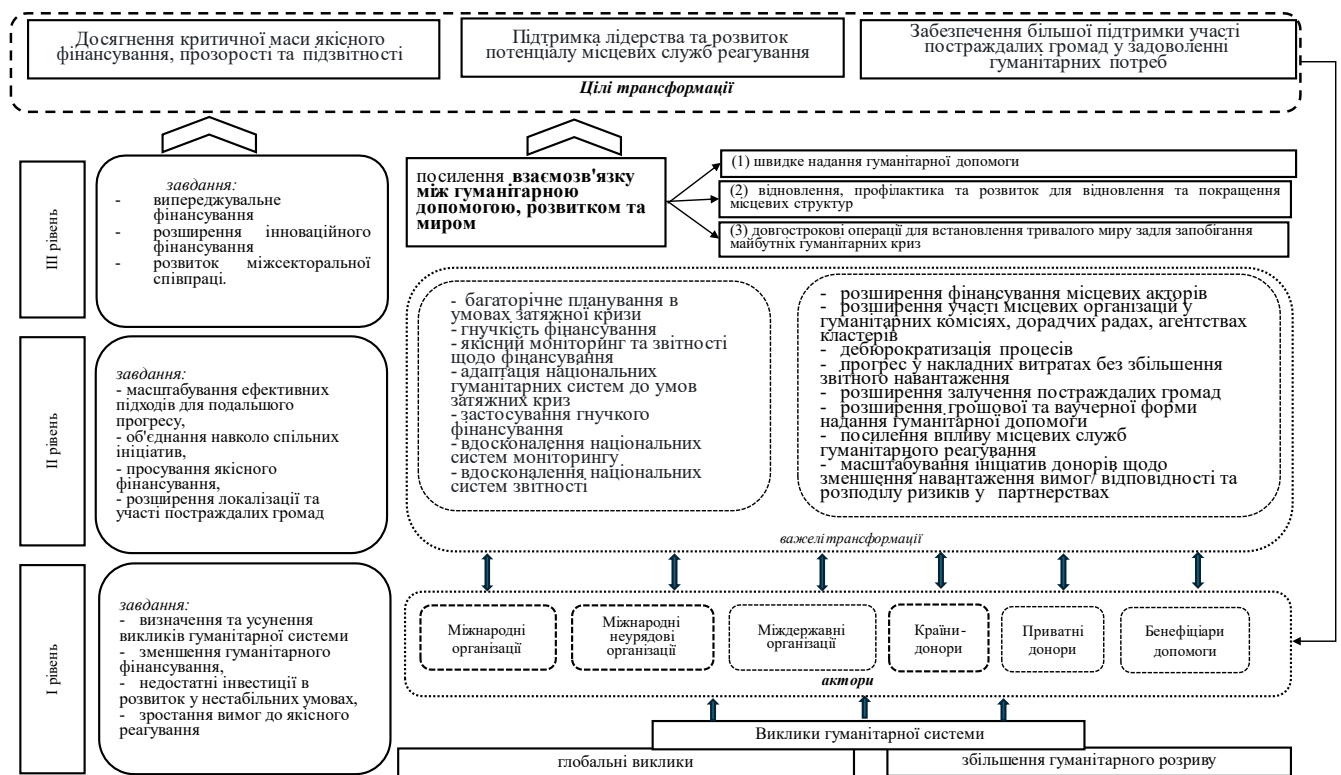 Досягнення критичної маси якісного
фінансування, прозорості та підзвітності
Підтримка лідерства та розвиток
потенціалу місцевих служб реагування
Забезпечення більшої підтримки участі
постраждалих громад у задоволенні
гуманітарних потреб
Цілі трансформації
ІІІ рівень
завдання:
- випереджувальне
фінансування
- розширення інноваційного
фінансування
- розвиток міжсекторальної
співпраці.
посилення взаємозв'язку
між гуманітарною
допомогою, розвитком та
миром
(1) швидке надання гуманітарної допомоги
(2) відновлення, профілактика та розвиток для відновлення та покращення
місцевих структур
(3) довгострокові операції для встановлення тривалого миру задля запобігання
майбутніх гуманітарних криз
ІІ рівень
завдання:
- масштабування ефективних
підходів для подальшого
прогресу,
- об'єднання навколо спільних
ініціатив,
- просування якісного
фінансування,
- розширення локалізації та
участі постраждалих громад
- багаторічне планування в
умовах затяжної кризи
- гнучкість фінансування
- якісний моніторинг та звітності
щодо фінансування
- адаптація національних
гуманітарних систем до умов
затяжних криз
- застосування гнучкого
фінансування
- вдосконалення національних
систем моніторингу
- вдосконалення національних
систем звітності
- розширення фінансування місцевих акторів
- розширення участі місцевих організацій у
гуманітарних комісіях, дорадчих радах, агентствах
кластерів
- дебюрократизація процесів
- прогрес у накладних витратах без збільшення
звітного навантаження
- розширення залучення постраждалих громад
- розширення грошової та ваучерної форми
надання гуманітарної допомоги
- посилення впливу місцевих служб
гуманітарного реагування
- масштабування ініціатив донорів щодо
зменшення навантаження вимог/ відповідності та
розподілу ризиків у партнерствах
важелі трансформації
І рівень
завдання:
- визначення та усунення
викликів гуманітарної системи
- зменшення гуманітарного
фінансування,
- недостатні інвестиції в
розвиток у нестабільних умовах,
- зростання вимог до якісного
реагування
Міжнародні
організації
Міжнародні
неурядові
організації
Міждержавні
організації
Країни-
донори
Приватні
донори
Бенефіціари
допомоги
актори
Виклики гуманітарної системи
глобальні виклики
збільшення гуманітарного розриву